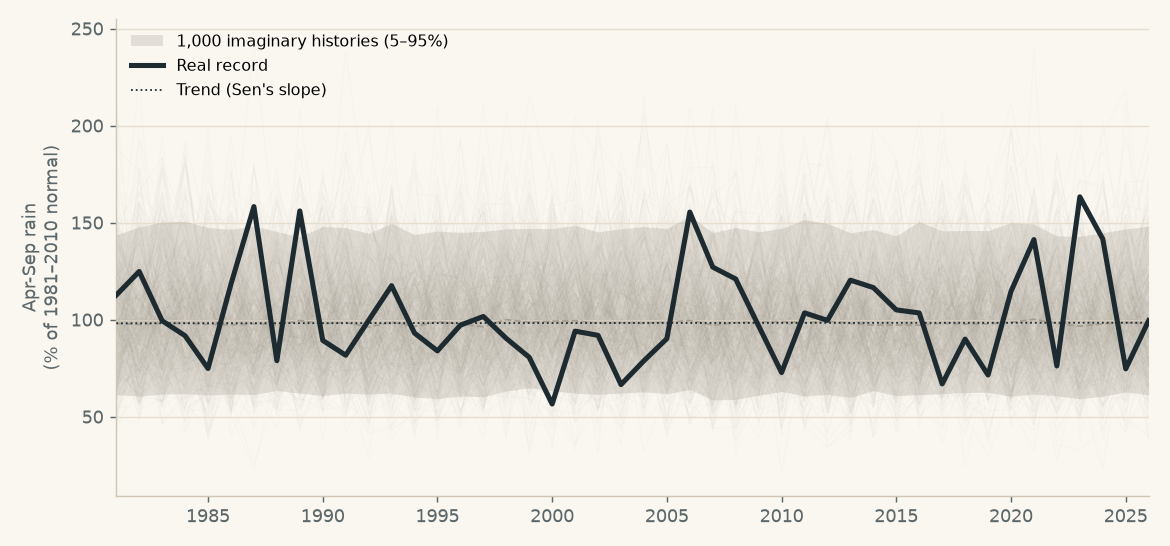 250
200
150
100
50
Apr-Sep rain
(% of 1981–2010 normal)
1,000 imaginary histories (5–95%)
Real record
Trend (Sen's slope)
1985
1990
1995
2000
2005
2010
2015
2020
2025